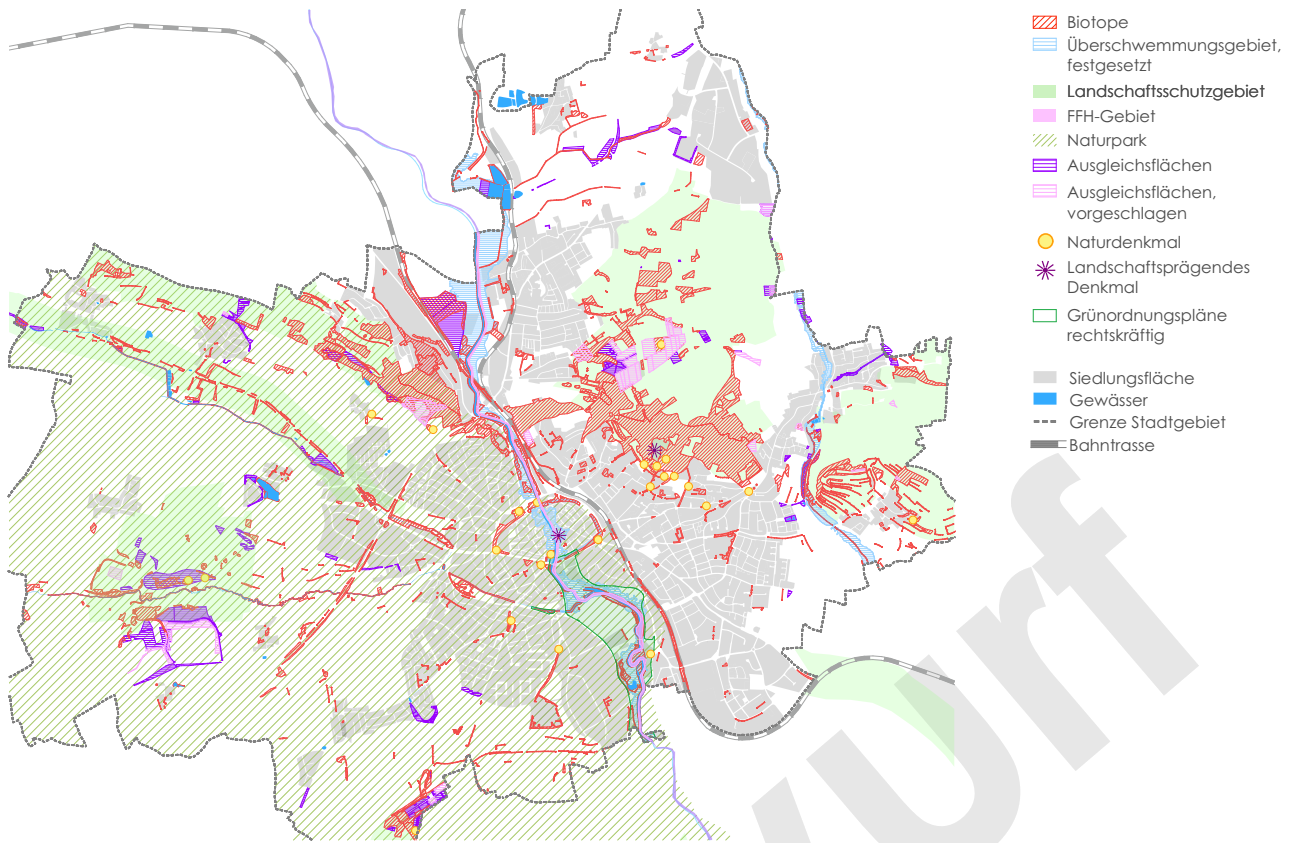 Biotope
Überschwemmungsgebiet,
festgesetzt
Landschaftsschutzgebiet
FFH-Gebiet
Naturpark
Ausgleichsflächen
Ausgleichsflächen,
vorgeschlagen
Naturdenkmal
Landschaftsprägendes
Denkmal
Grünordnungspläne
rechtskräftig
Siedlungsfläche
Gewässer
Grenze Stadtgebiet
Bahntrasse
wurf